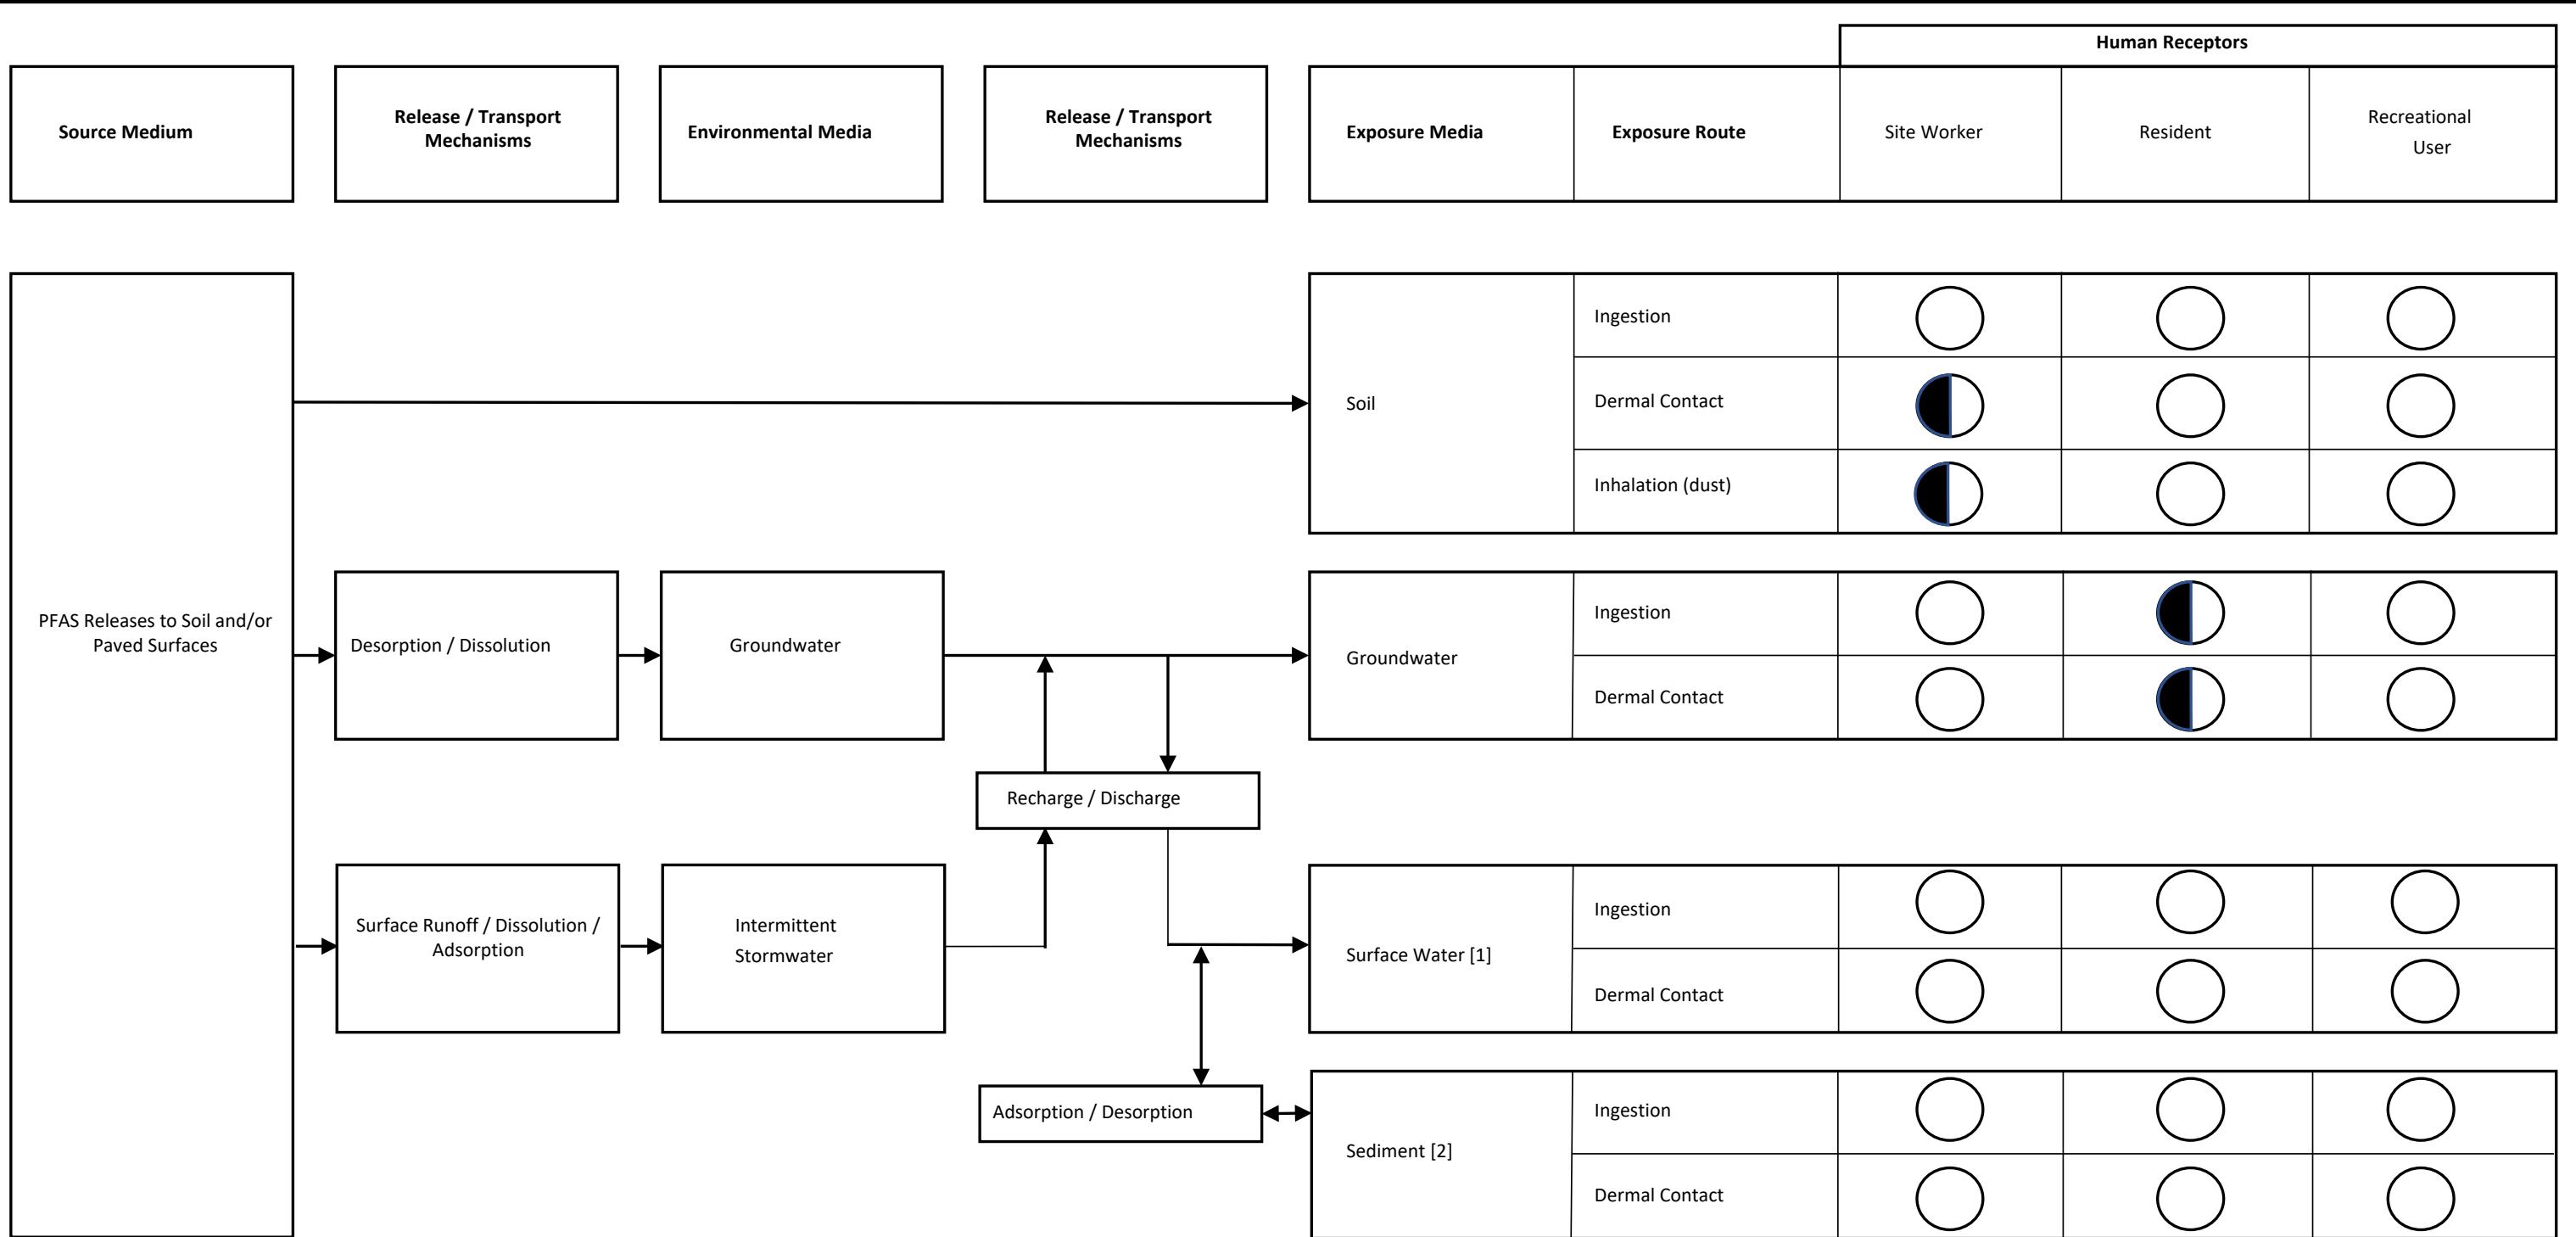 Human Receptors
Source Medium
Release / Transport
Mechanisms
Environmental Media
Release / Transport
Mechanisms
Exposure Media
Exposure Route
Site Worker
Resident
Recreational
User
PFAS Releases to Soil and/or
Paved Surfaces
Soil
Ingestion
Dermal Contact
Inhalation (dust)
Desorption / Dissolution
Groundwater
Groundwater
Ingestion
Dermal Contact
Recharge / Discharge
Surface Runoff / Dissolution /
Adsorption
Intermittent
Stormwater
Surface Water [1]
Ingestion
Dermal Contact
Adsorption / Desorption
Sediment [2]
Ingestion
Dermal Contact